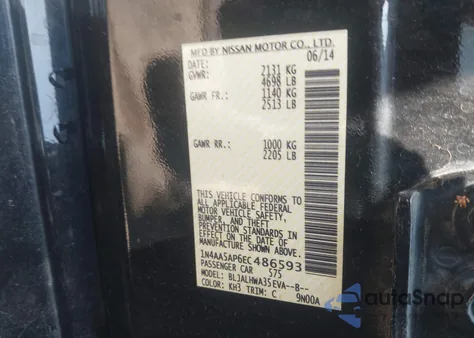 MFD BY NISSAN MOTOR CO., LTD.
DATE: 06/14
GVWR: 2131 KG
4698 LB
GAWR FR.: 1140 KG
2513 LB
GAWR RR.: 1000 KG
2205 LB
THIS VEHICLE CONFORMS TO
ALL APPLICABLE FEDERAL
MOTOR VEHICLE SAFETY,
BUMPER, AND THEFT
PREVENTION STANDARDS IN
EFFECT ON THE DATE OF
MANUFACTURE SHOWN ABOVE.
1N4AA5AP6EC486593
PASSENGER CAR 575
MODEL: BLJALHWA35EVA--B--
COLOR: KH3 TRIM: C 9N00A
autoSnap